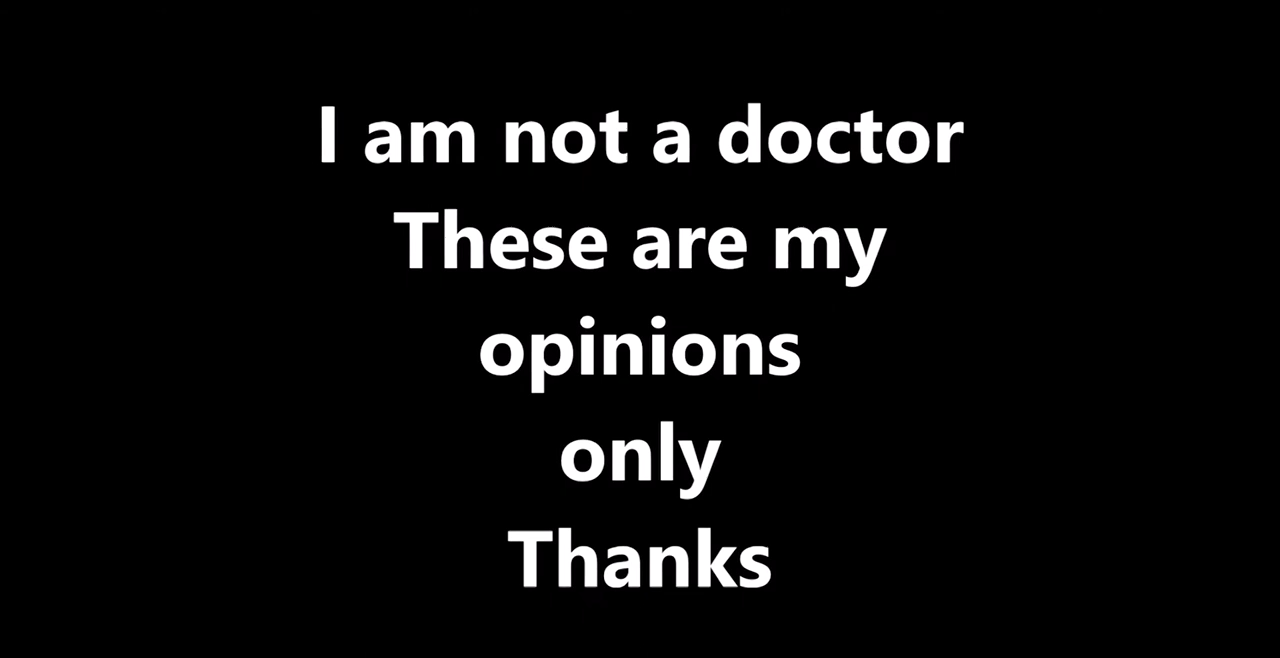 I am not a doctor
These are my
opinions
only
Thanks